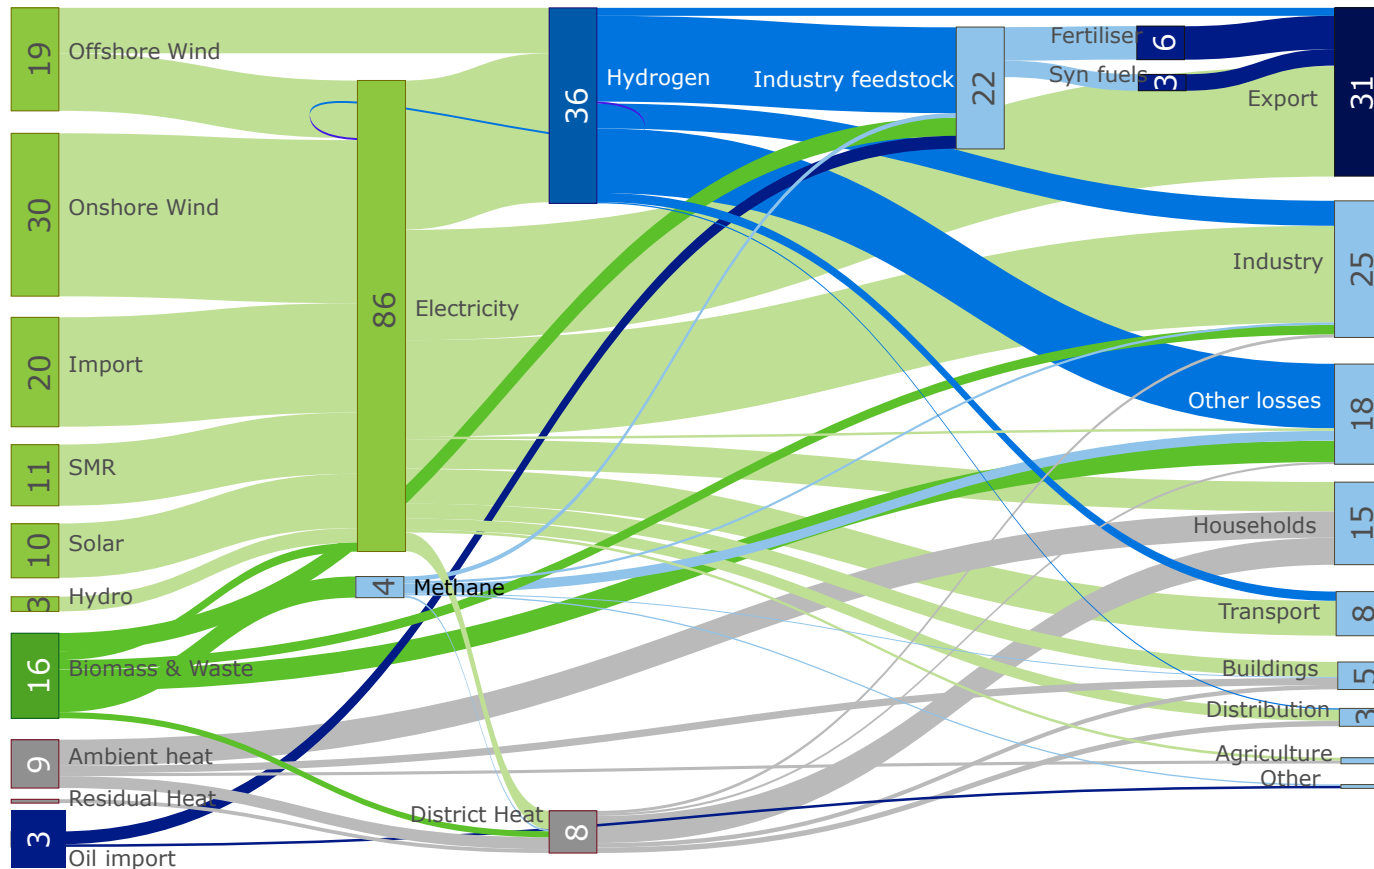 19
Offshore Wind
30
Onshore Wind
20
Import
11
SMR
10
Solar
3
Hydro
16
Biomass & Waste
9
Ambient heat
Residual Heat
3
Oil import
86
Electricity
4
Methane
36
Hydrogen
8
District Heat
22
Industry feedstock
6
Fertiliser
3
Syn fuels
31
Export
25
Industry
18
Other losses
15
Households
8
Transport
5
Buildings
3
Distribution
Agriculture
Other